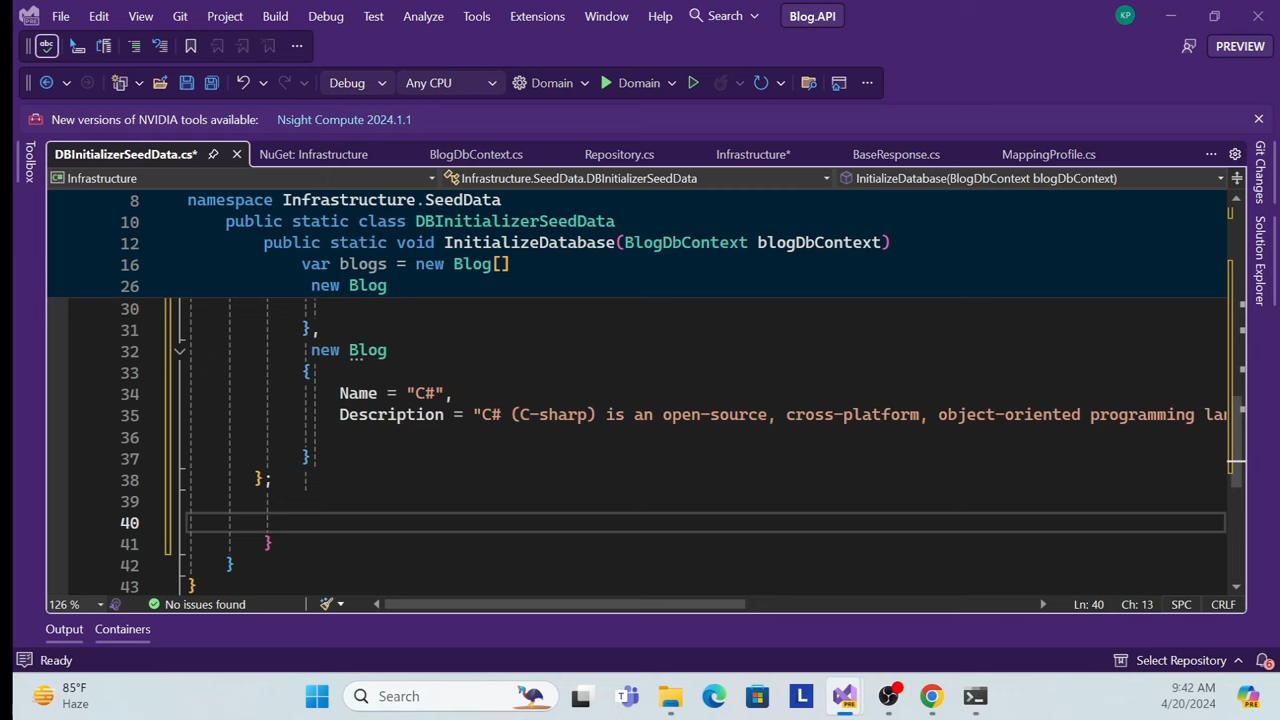 File Edit View Git Project Build Debug Test Analyze Tools Extensions Window Help Search Blog.API KP
PRE
abc PREVIEW
Debug Any CPU Domain Domain
New versions of NVIDIA tools available: Nsight Compute 2024.1.1
DBInitializerSeedData.cs* NuGet: Infrastructure BlogDbContext.cs Repository.cs Infrastructure* BaseResponse.cs MappingProfile.cs
Toolbox
Git Changes
Solution Explorer
Infrastructure Infrastructure.SeedData.DBInitializerSeedData InitializeDatabase(BlogDbContext blogDbContext)
8 namespace Infrastructure.SeedData
10 public static class DBInitializerSeedData
12 public static void InitializeDatabase(BlogDbContext blogDbContext)
16 var blogs = new Blog[]
26 new Blog
30
31 },
32 new Blog
33 {
34 Name = "C#",
35 Description = "C# (C-sharp) is an open-source, cross-platform, object-oriented programming lan
36
37 }
38 };
39
40
41 }
42 }
43 }
126 % No issues found Ln: 40 Ch: 13 SPC CRLF
Output Containers
Ready Select Repository 6
85°F
Haze
Search
L
PRE
PRE
9:42 AM
4/20/2024